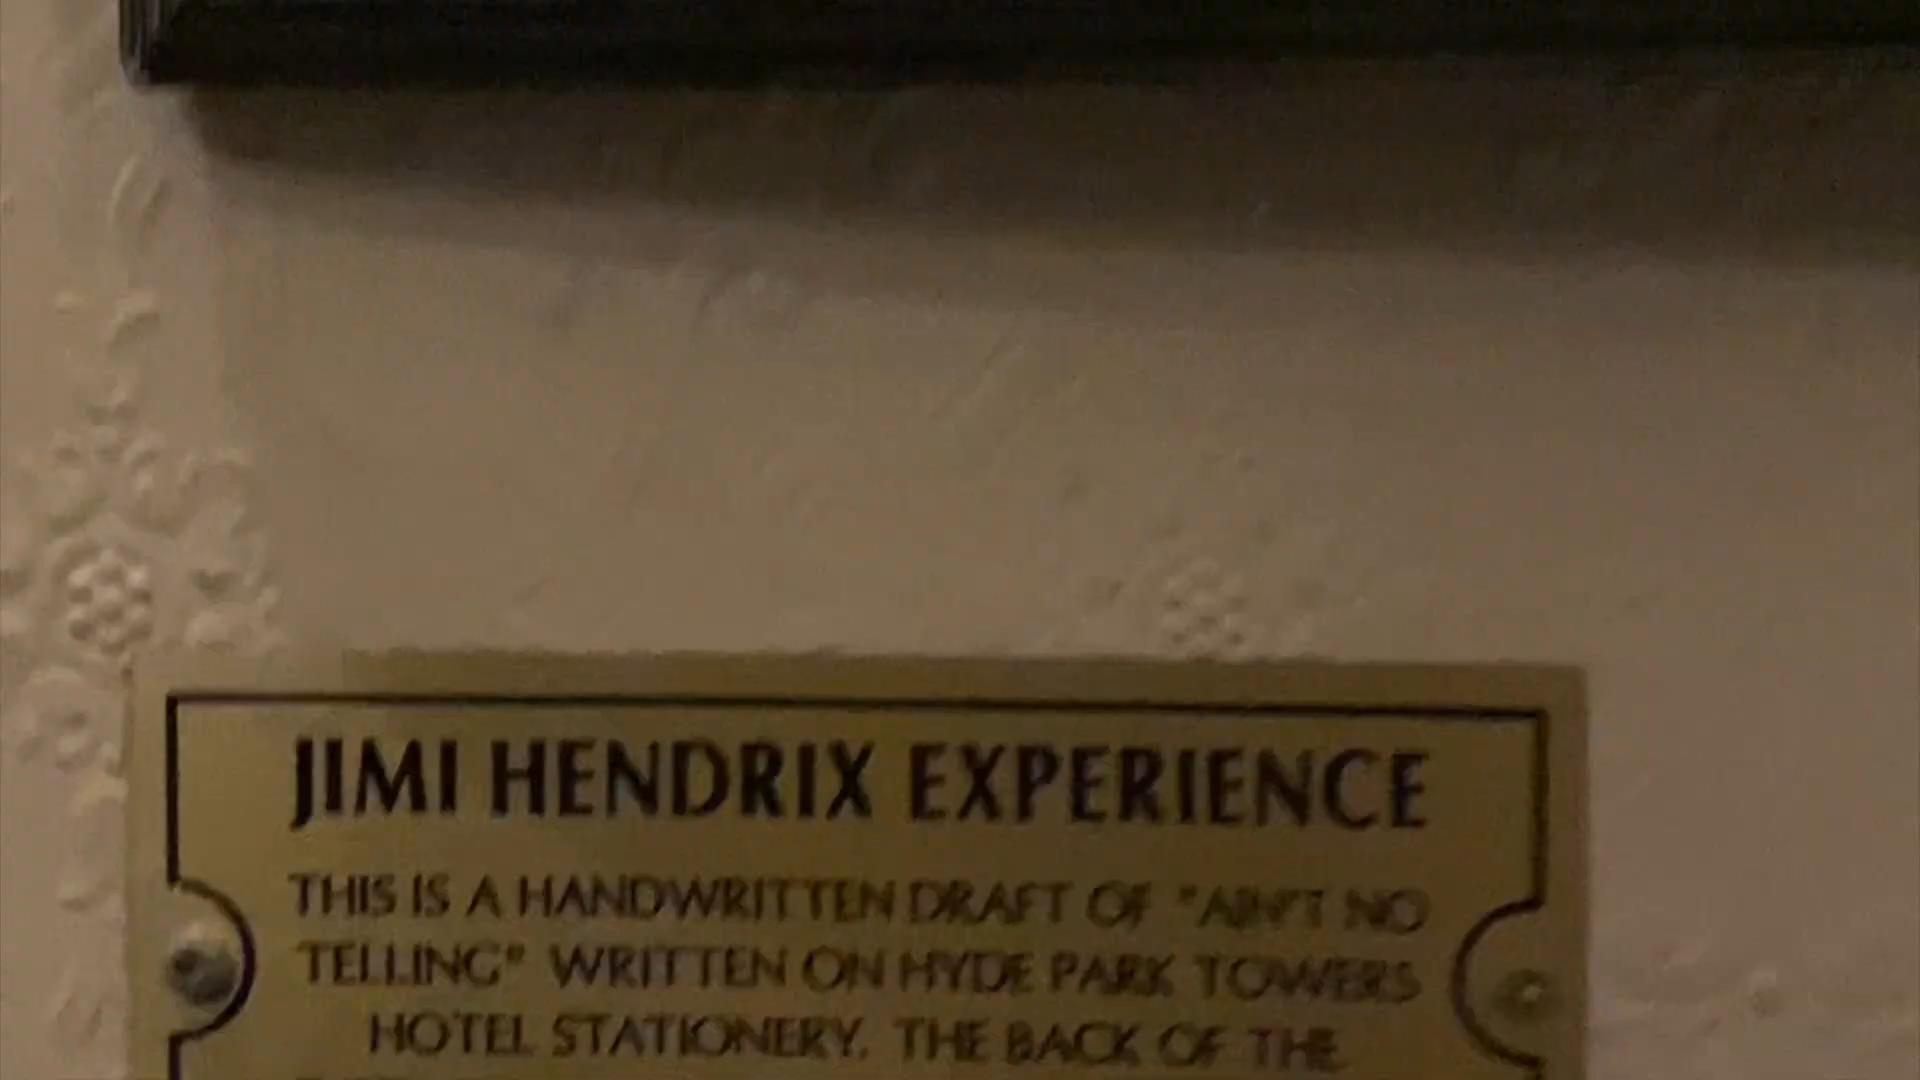 JIMI HENDRIX EXPERIENCE
THIS IS A HANDWRITTEN DRAFT OF "AIN'T NO
TELLING" WRITTEN ON HYDE PARK TOWERS
HOTEL STATIONERY. THE BACK OF THE